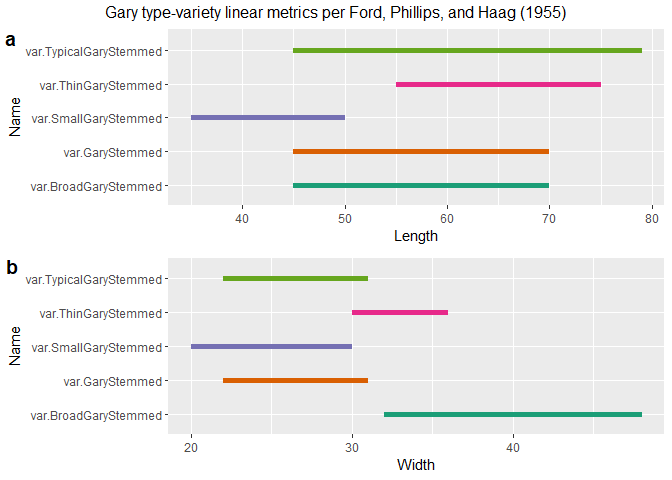 Gary type-variety linear metrics per Ford, Phillips, and Haag (1955)
a
Name
var.TypicalGaryStemmed
var.ThinGaryStemmed
var.SmallGaryStemmed
var.GaryStemmed
var.BroadGaryStemmed
40 50 60 70 80
Length
b
Name
var.TypicalGaryStemmed
var.ThinGaryStemmed
var.SmallGaryStemmed
var.GaryStemmed
var.BroadGaryStemmed
20 30 40
Width